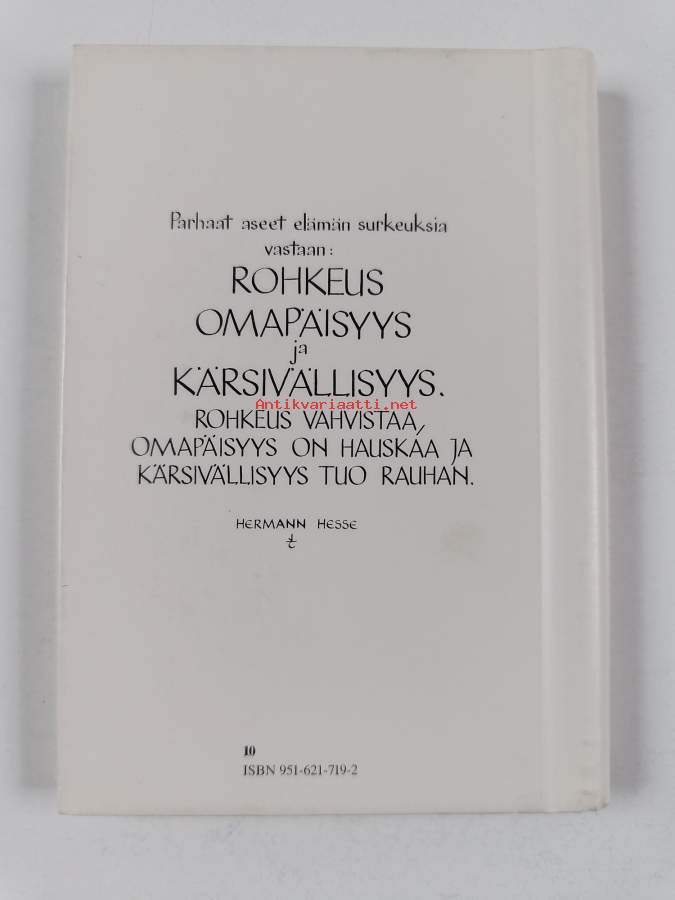 Parhaat aseet elämän surkeuksia
vastaan:
ROHKEUS
OMAPÄISYYS
ja
KÄRSIVÄLLISYYS.
Antikvariaatti.net
ROHKEUS VAHVISTAA,
OMAPÄISYYS ON HAUSKAA JA
KÄRSIVÄLLISYYS TUO RAUHAN.
HERMANN HESSE
10
ISBN 951-621-719-2